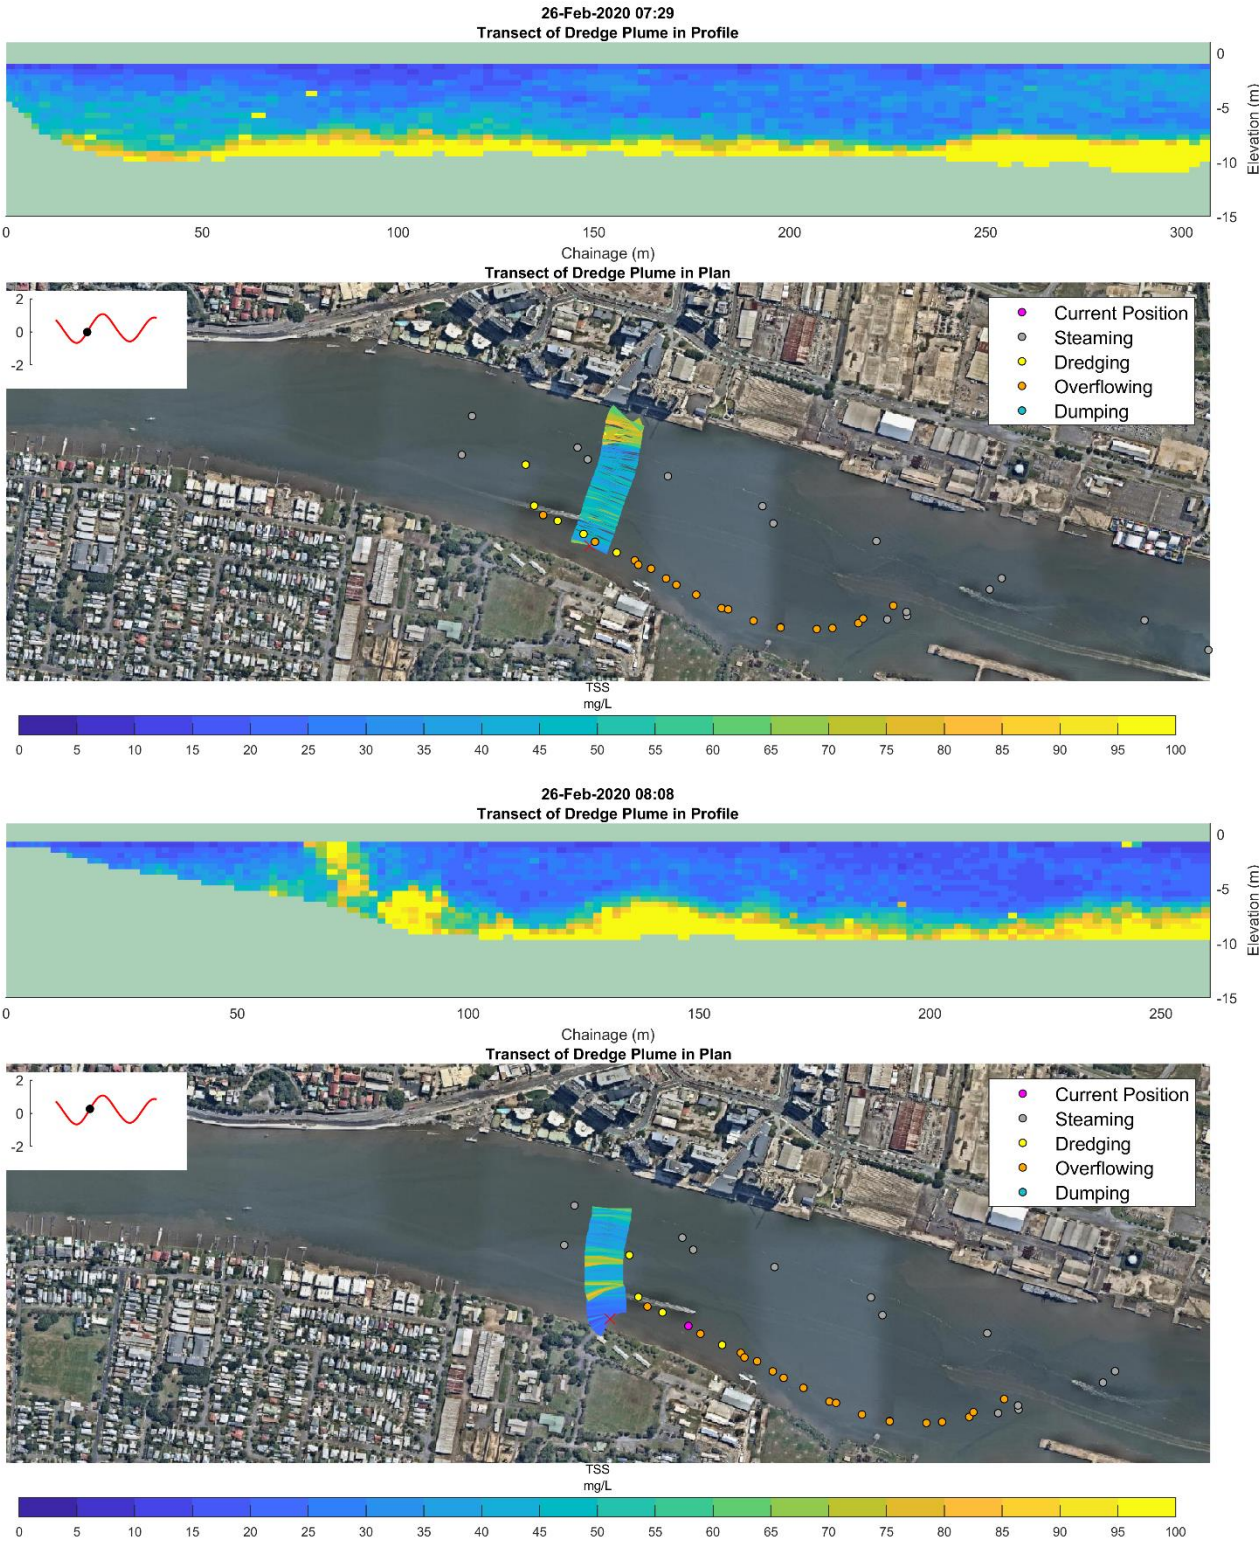 26-Feb-2020 07:29
Transect of Dredge Plume in Profile
0
-5
-10
-15
Elevation (m)
0 50 100 150 200 250 300
Chainage (m)
Transect of Dredge Plume in Plan
2
0
-2
Current Position
Steaming
Dredging
Overflowing
Dumping
TSS
mg/L
0 5 10 15 20 25 30 35 40 45 50 55 60 65 70 75 80 85 90 95 100
26-Feb-2020 08:08
Transect of Dredge Plume in Profile
0
-5
-10
-15
Elevation (m)
0 50 100 150 200 250
Chainage (m)
Transect of Dredge Plume in Plan
2
0
-2
Current Position
Steaming
Dredging
Overflowing
Dumping
TSS
mg/L
0 5 10 15 20 25 30 35 40 45 50 55 60 65 70 75 80 85 90 95 100